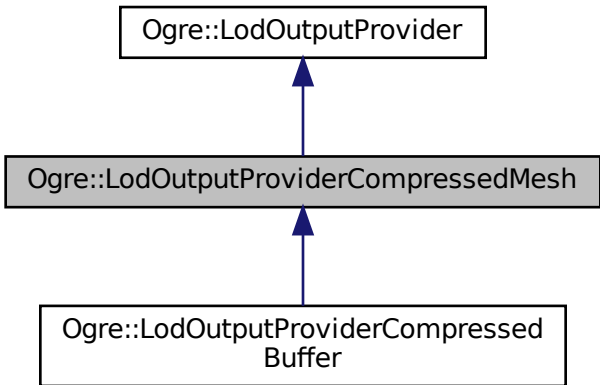 Ogre::LodOutputProvider
Ogre::LodOutputProviderCompressedMesh
Ogre::LodOutputProviderCompressed
Buffer